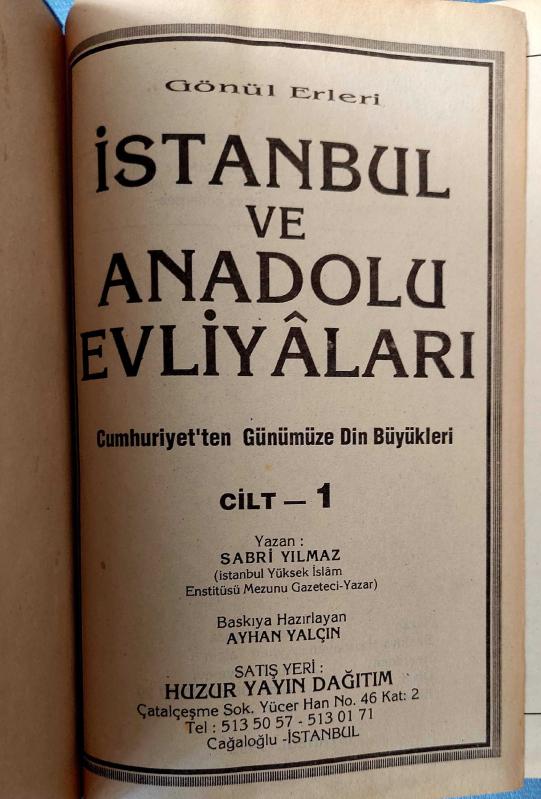 Gönül Erleri
İSTANBUL
VE
ANADOLU
EVLİYÂLARI
Cumhuriyet'ten Günümüze Din Büyükleri
CİLT — 1
Yazan :
SABRİ YILMAZ
(istanbul Yüksek İslâm
Enstitüsü Mezunu Gazeteci-Yazar)
Baskıya Hazırlayan
AYHAN YALÇIN
SATIŞ YERİ :
HUZUR YAYIN DAĞITIM
Çatalçeşme Sok. Yücer Han No. 46 Kat: 2
Tel : 513 50 57 - 513 01 71
Cağaloğlu -İSTANBUL